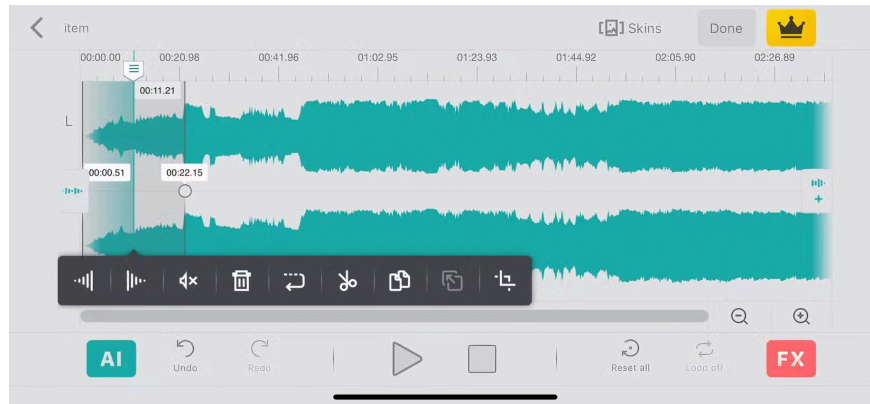 item
Skins
Done
00:00.00 00:20.98 00:41.96 01:02.95 01:23.93 01:44.92 02:05.90 02:26.89
00:11.21
L
00:00.51 00:22.15
AI
Undo
Redo
Reset all
Loop off
FX